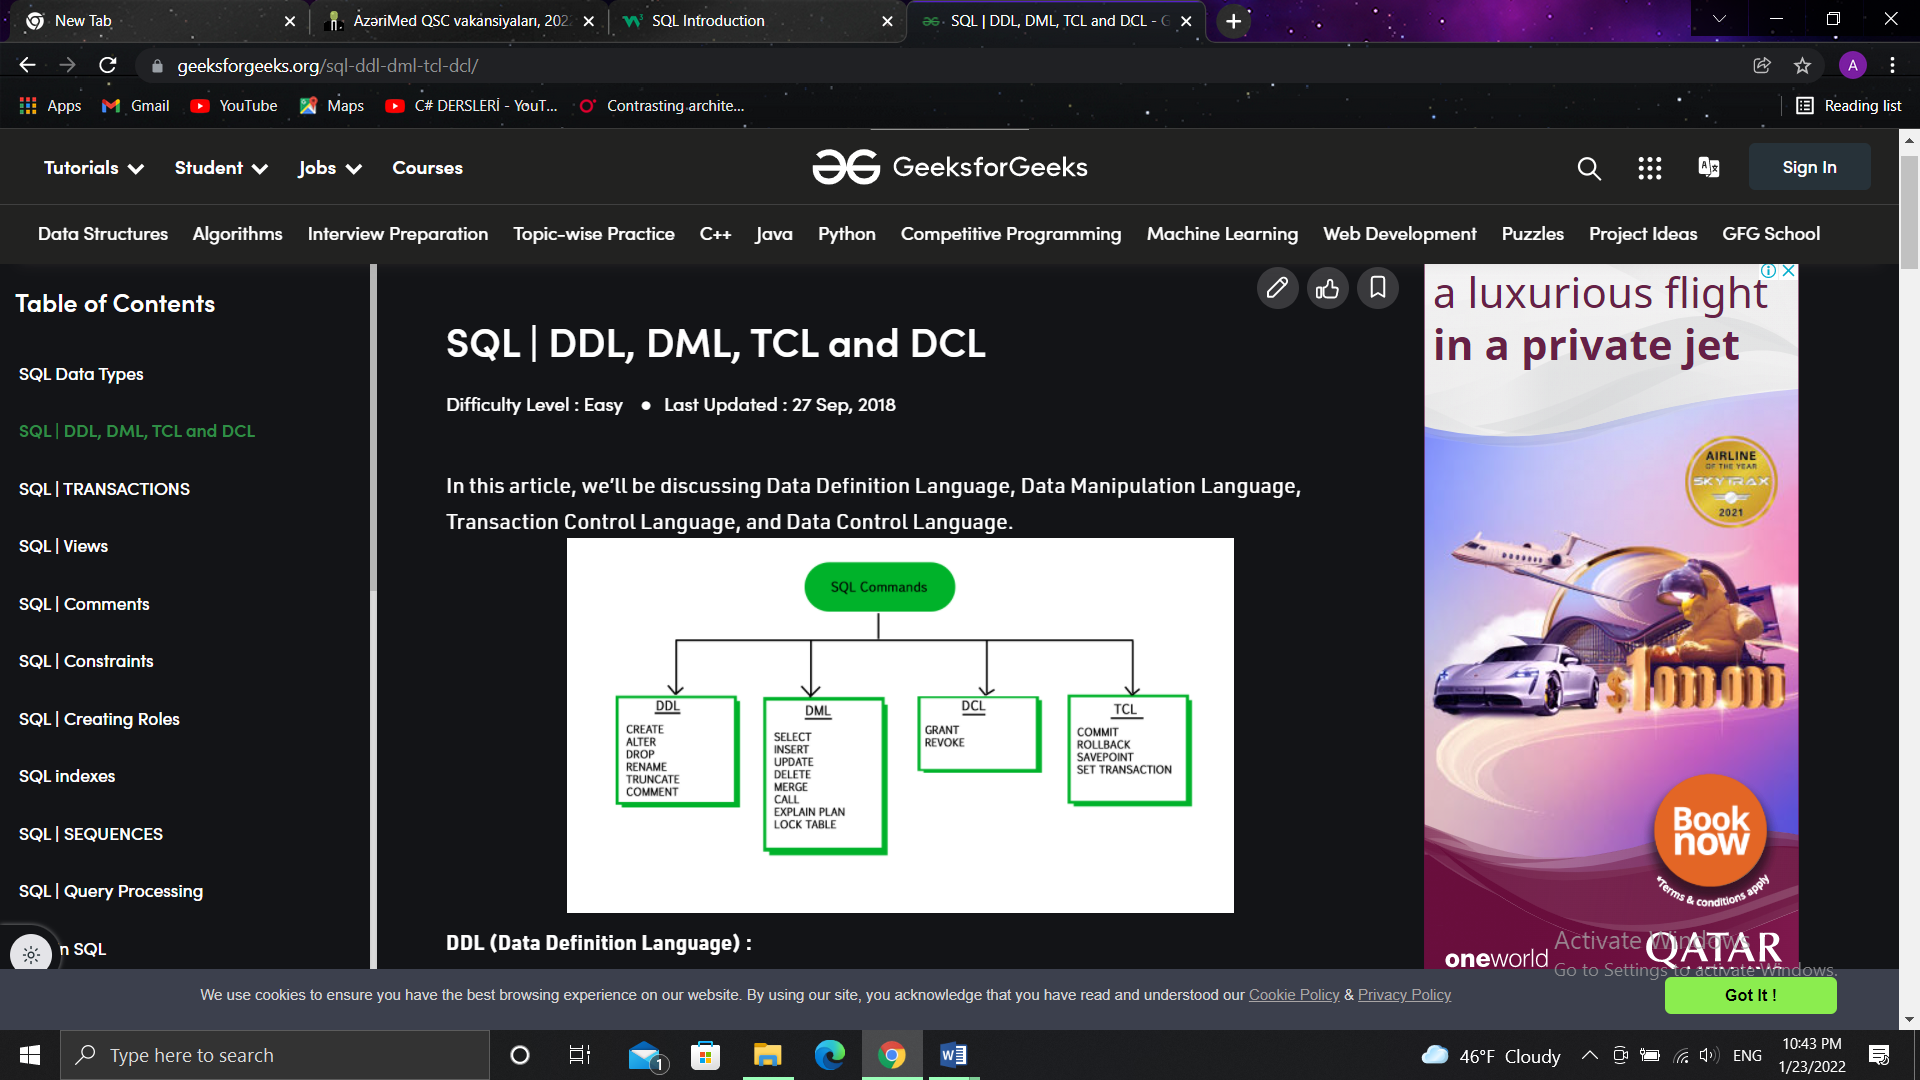 New Tab
AzəriMed QSC vakansiyaları, 202
SQL Introduction
SQL | DDL, DML, TCL and DCL - G
geeksforgeeks.org/sql-ddl-dml-tcl-dcl/
A
Apps
Gmail
YouTube
Maps
C# DERSLERİ - YouT...
Contrasting archite...
Reading list
Tutorials
Student
Jobs
Courses
GeeksforGeeks
Sign In
Data Structures
Algorithms
Interview Preparation
Topic-wise Practice
C++
Java
Python
Competitive Programming
Machine Learning
Web Development
Puzzles
Project Ideas
GFG School
Table of Contents
SQL Data Types
SQL | DDL, DML, TCL and DCL
SQL | TRANSACTIONS
SQL | Views
SQL | Comments
SQL | Constraints
SQL | Creating Roles
SQL indexes
SQL | SEQUENCES
SQL | Query Processing
n SQL
SQL | DDL, DML, TCL and DCL
Difficulty Level : Easy ● Last Updated : 27 Sep, 2018
In this article, we'll be discussing Data Definition Language, Data Manipulation Language,
Transaction Control Language, and Data Control Language.
SQL Commands
DDL
CREATE
ALTER
DROP
RENAME
TRUNCATE
COMMENT
DML
SELECT
INSERT
UPDATE
DELETE
MERGE
CALL
EXPLAIN PLAN
LOCK TABLE
DCL
GRANT
REVOKE
TCL
COMMIT
ROLLBACK
SAVEPOINT
SET TRANSACTION
DDL (Data Definition Language) :
a luxurious flight
in a private jet
AIRLINE
OF THE YEAR
SKYTRAX
2021
$1000000
Book
now
*Terms & conditions apply
oneworld
QATAR
Activate Windows
Go to Settings to activate Windows.
We use cookies to ensure you have the best browsing experience on our website. By using our site, you acknowledge that you have read and understood our Cookie Policy & Privacy Policy
Got It !
Type here to search
1
46°F Cloudy
ENG
10:43 PM
1/23/2022